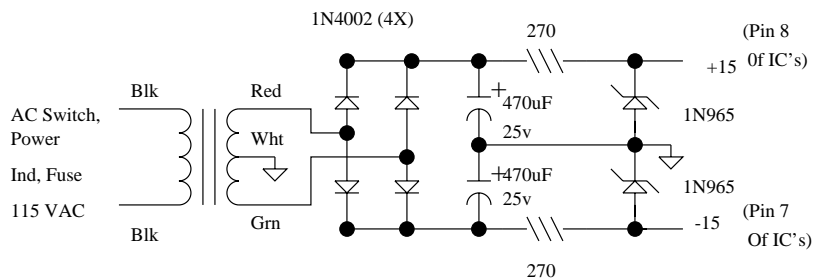 1N4002 (4X)
270
(Pin 8
0f IC's)
+15
Blk
Red
AC Switch,
Power
+
470uF
25v
1N965
Wht
Ind, Fuse
+
470uF
25v
1N965
115 VAC
Blk
Grn
-15
(Pin 7
Of IC's)
270